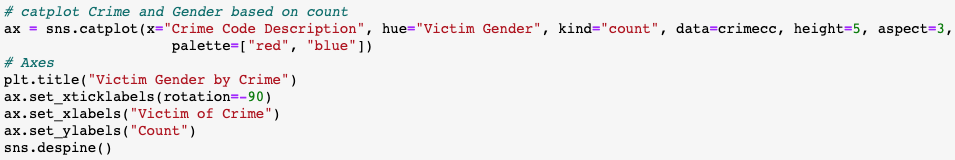 # catplot Crime and Gender based on count
ax = sns.catplot(x="Crime Code Description", hue="Victim Gender", kind="count", data=crimecc, height=5, aspect=3,
                 palette=["red", "blue"])
# Axes
plt.title("Victim Gender by Crime")
ax.set_xticklabels(rotation=-90)
ax.set_xlabels("Victim of Crime")
ax.set_ylabels("Count")
sns.despine()